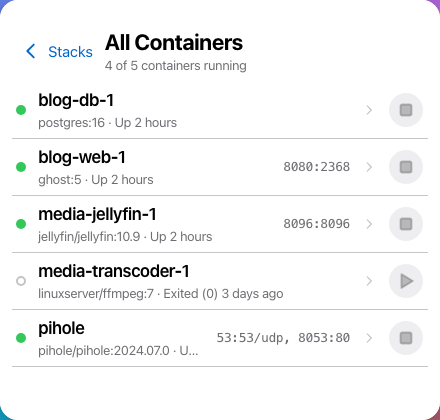 Stacks
All Containers
4 of 5 containers running
blog-db-1
postgres:16 · Up 2 hours
blog-web-1
8080:2368
ghost:5 · Up 2 hours
media-jellyfin-1
8096:8096
jellyfin/jellyfin:10.9 · Up 2 hours
media-transcoder-1
linuxserver/ffmpeg:7 · Exited (0) 3 days ago
pihole
53:53/udp, 8053:80
pihole/pihole:2024.07.0 · U...